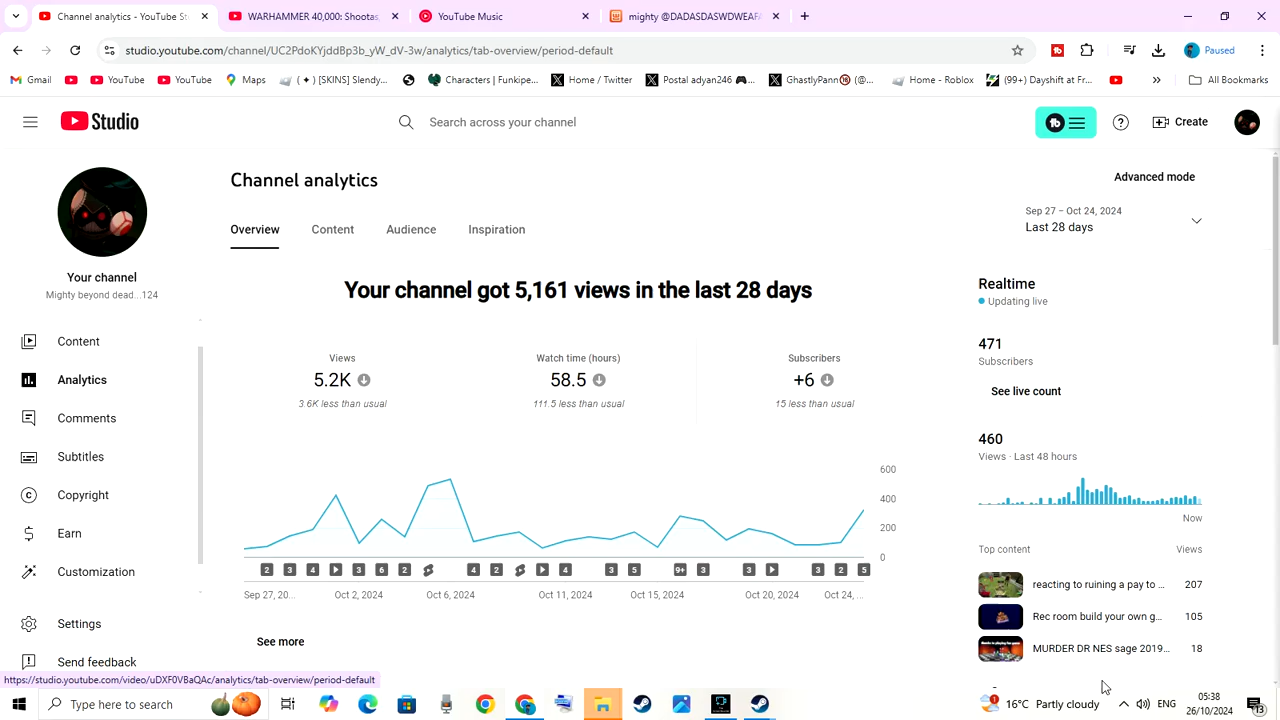 Channel analytics - YouTube St
WARHAMMER 40,000: Shootas,
YouTube Music
mighty @DADASDASWDWEAFA
studio.youtube.com/channel/UC2PdoKYjddBp3b_yW_dV-3w/analytics/tab-overview/period-default
Paused
Gmail
YouTube
YouTube
Maps
( ✦ ) [SKINS] Slendy...
Characters | Funkipe...
Home / Twitter
Postal adyan246 🎮...
GhastlyPann🔞 (@...
Home - Roblox
(99+) Dayshift at Fr...
»
All Bookmarks
Studio
Search across your channel
Create
Your channel
Mighty beyond dead...124
Content
Analytics
Comments
Subtitles
Copyright
Earn
Customization
Settings
Send feedback
Channel analytics
Advanced mode
Overview
Content
Audience
Inspiration
Sep 27 – Oct 24, 2024
Last 28 days
Your channel got 5,161 views in the last 28 days
Views
5.2K
3.6K less than usual
Watch time (hours)
58.5
111.5 less than usual
Subscribers
+6
15 less than usual
600
400
200
0
2 3 4 3 6 2 4 2 4 3 5 9+ 3 3 3 2 5
Sep 27, 20...
Oct 2, 2024
Oct 6, 2024
Oct 11, 2024
Oct 15, 2024
Oct 20, 2024
Oct 24, ...
See more
Realtime
Updating live
471
Subscribers
See live count
460
Views · Last 48 hours
Now
Top content
Views
reacting to ruining a pay to ...
207
Rec room build your own g...
105
MURDER DR NES sage 2019...
18
https://studio.youtube.com/video/uDXF0VBaQAc/analytics/tab-overview/period-default
Type here to search
1
16°C Partly cloudy
ENG
05:38
26/10/2024
13